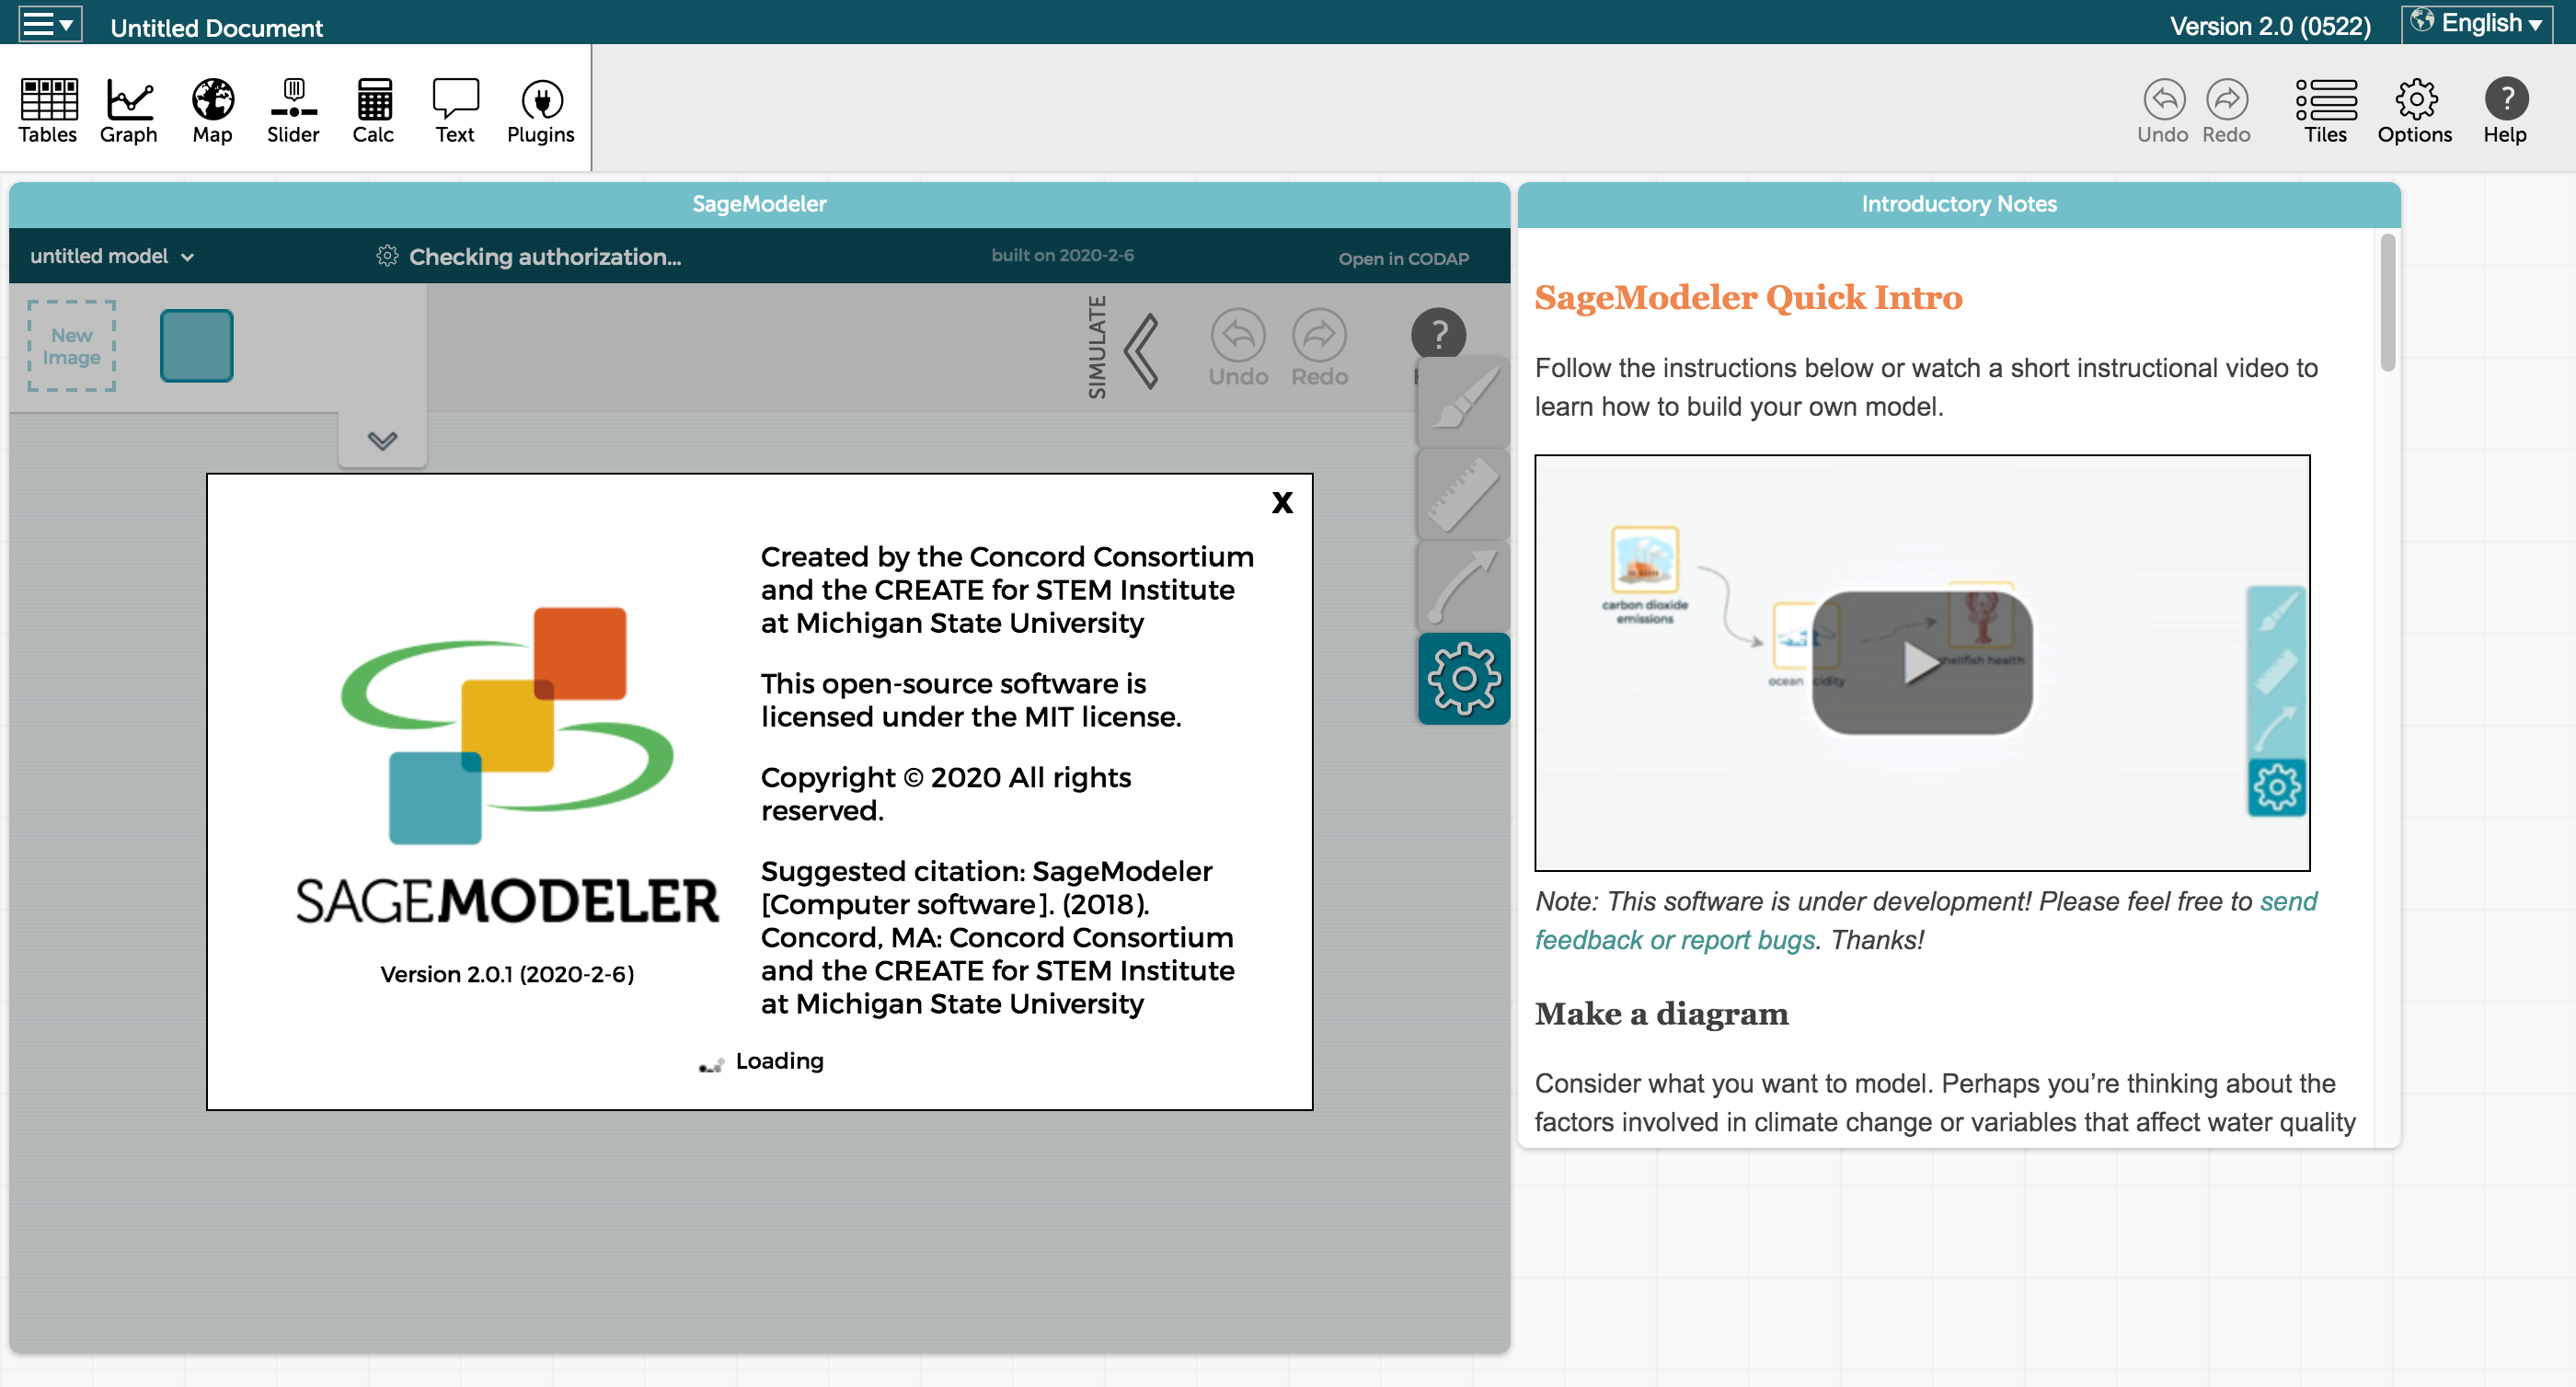 Untitled Document
Version 2.0 (0522)
English
Tables
Graph
Map
Slider
Calc
Text
Plugins
Undo
Redo
Tiles
Options
Help
SageModeler
untitled model
Checking authorization...
built on 2020-2-6
Open in CODAP
New
Image
SIMULATE
Undo
Redo
?
X
SAGEMODELER
Version 2.0.1 (2020-2-6)
Created by the Concord Consortium
and the CREATE for STEM Institute
at Michigan State University
This open-source software is
licensed under the MIT license.
Copyright © 2020 All rights
reserved.
Suggested citation: SageModeler
[Computer software]. (2018).
Concord, MA: Concord Consortium
and the CREATE for STEM Institute
at Michigan State University
Loading
Introductory Notes
SageModeler Quick Intro
Follow the instructions below or watch a short instructional video to
learn how to build your own model.
carbon dioxide
emissions
ocean
health
Note: This software is under development! Please feel free to send
feedback or report bugs. Thanks!
Make a diagram
Consider what you want to model. Perhaps you’re thinking about the
factors involved in climate change or variables that affect water quality